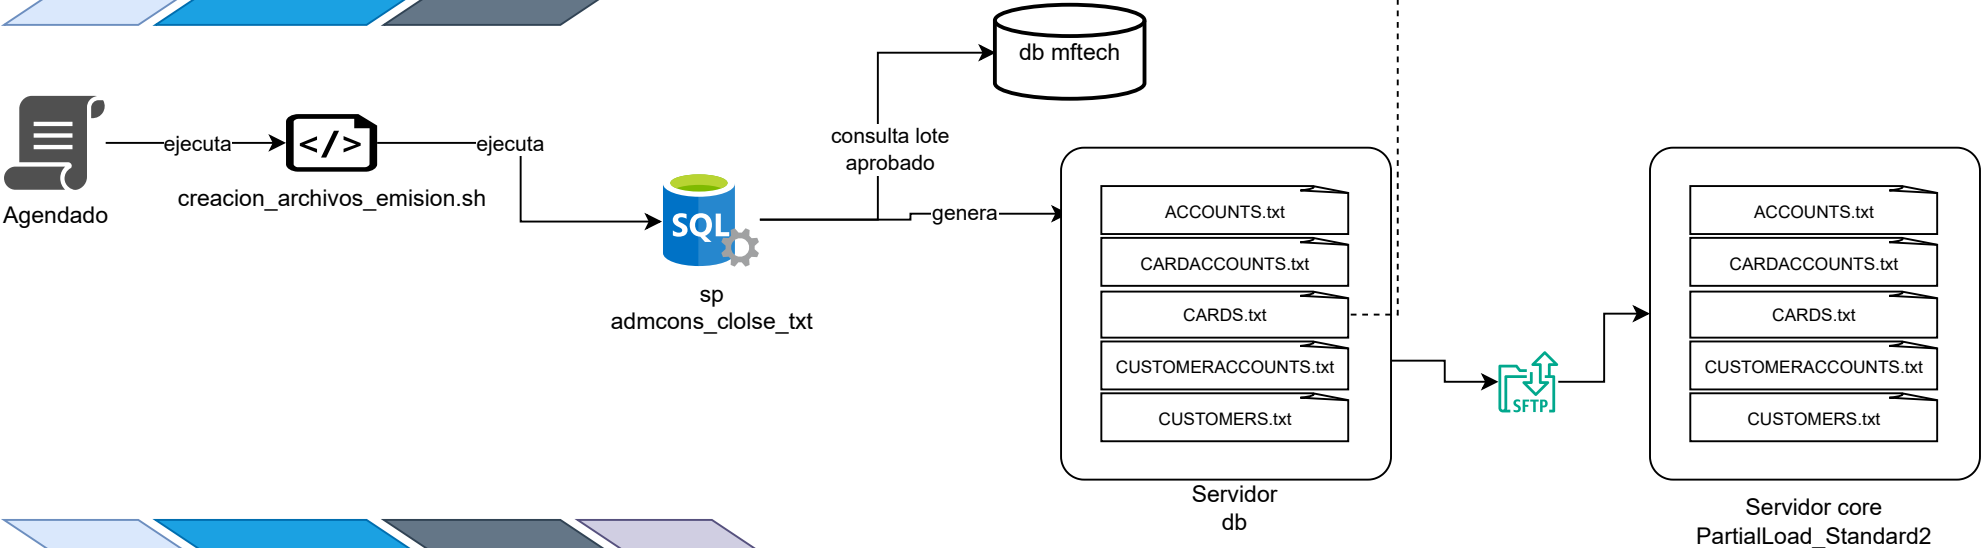 db mftech
ejecuta
</>
ejecuta
creacion_archivos_emision.sh
Agendado
consulta lote
aprobado
SQL
genera
sp
admcons_clolse_txt
ACCOUNTS.txt
CARDACCOUNTS.txt
CARDS.txt
CUSTOMERACCOUNTS.txt
CUSTOMERS.txt
Servidor
db
SFTP
ACCOUNTS.txt
CARDACCOUNTS.txt
CARDS.txt
CUSTOMERACCOUNTS.txt
CUSTOMERS.txt
Servidor core
PartialLoad_Standard2